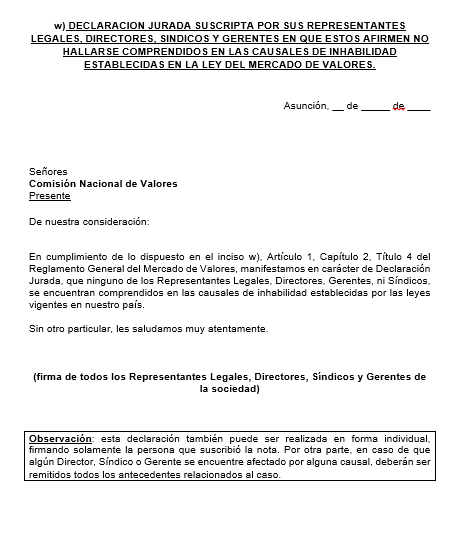 w) DECLARACION JURADA SUSCRIPTA POR SUS REPRESENTANTES
LEGALES, DIRECTORES, SINDICOS Y GERENTES EN QUE ESTOS AFIRMEN NO
HALLARSE COMPRENDIDOS EN LAS CAUSALES DE INHABILIDAD
ESTABLECIDAS EN LA LEY DEL MERCADO DE VALORES.
Asunción, __ de _____ de ____
Señores
Comisión Nacional de Valores
Presente
De nuestra consideración:
En cumplimiento de lo dispuesto en el inciso w), Artículo 1, Capítulo 2, Título 4 del
Reglamento General del Mercado de Valores, manifestamos en carácter de Declaración
Jurada, que ninguno de los Representantes Legales, Directores, Gerentes, ni Síndicos,
se encuentran comprendidos en las causales de inhabilidad establecidas por las leyes
vigentes en nuestro país.
Sin otro particular, les saludamos muy atentamente.
(firma de todos los Representantes Legales, Directores, Síndicos y Gerentes de
la sociedad)
Observación: esta declaración también puede ser realizada en forma individual,
firmando solamente la persona que suscribió la nota. Por otra parte, en caso de que
algún Director, Síndico o Gerente se encuentre afectado por alguna causal, deberán ser
remitidos todos los antecedentes relacionados al caso.